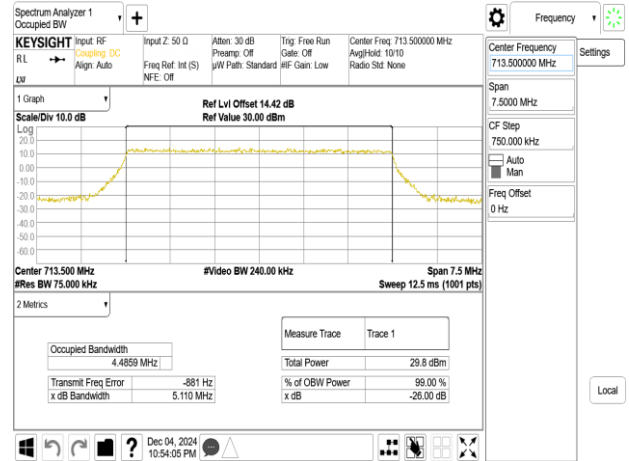 Spectrum Analyzer 1
Occupied BW
+
Frequency
KEYSIGHT
RL
LXI
Input: RF
Coupling: DC
Align: Auto
Input Z: 50 Ω
Freq Ref: Int (S)
NFE: Off
Atten: 30 dB
Preamp: Off
µW Path: Standard
Trig: Free Run
Gate: Off
#IF Gain: Low
Center Freq: 713.500000 MHz
Avg|Hold: 10/10
Radio Std: None
Center Frequency
713.500000 MHz
Settings
Span
7.5000 MHz
CF Step
750.000 kHz
Auto
Man
Freq Offset
0 Hz
Local
1 Graph
Scale/Div 10.0 dB
Ref Lvl Offset 14.42 dB
Ref Value 30.00 dBm
Log
20.0
10.0
0.00
-10.0
-20.0
-30.0
-40.0
-50.0
-60.0
Center 713.500 MHz
#Video BW 240.00 kHz
Span 7.5 MHz
#Res BW 75.000 kHz
Sweep 12.5 ms (1001 pts)
2 Metrics
Measure Trace Trace 1
Occupied Bandwidth
4.4859 MHz
Total Power 29.8 dBm
Transmit Freq Error -881 Hz
% of OBW Power 99.00 %
x dB Bandwidth 5.110 MHz
x dB -26.00 dB
?
Dec 04, 2024
10:54:05 PM